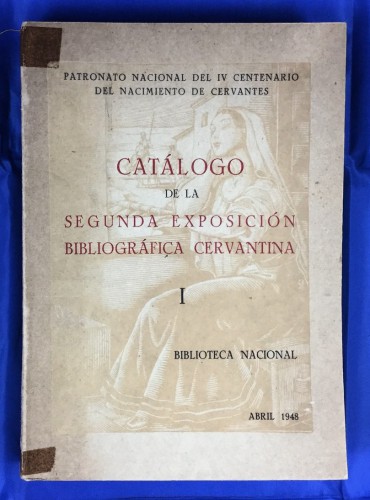 PATRONATO NACIONAL DEL IV CENTENARIO
DEL NACIMIENTO DE CERVANTES
CATÁLOGO
DE LA
SEGUNDA EXPOSICIÓN
BIBLIOGRÁFICA CERVANTINA
I
BIBLIOTECA NACIONAL
ABRIL 1948